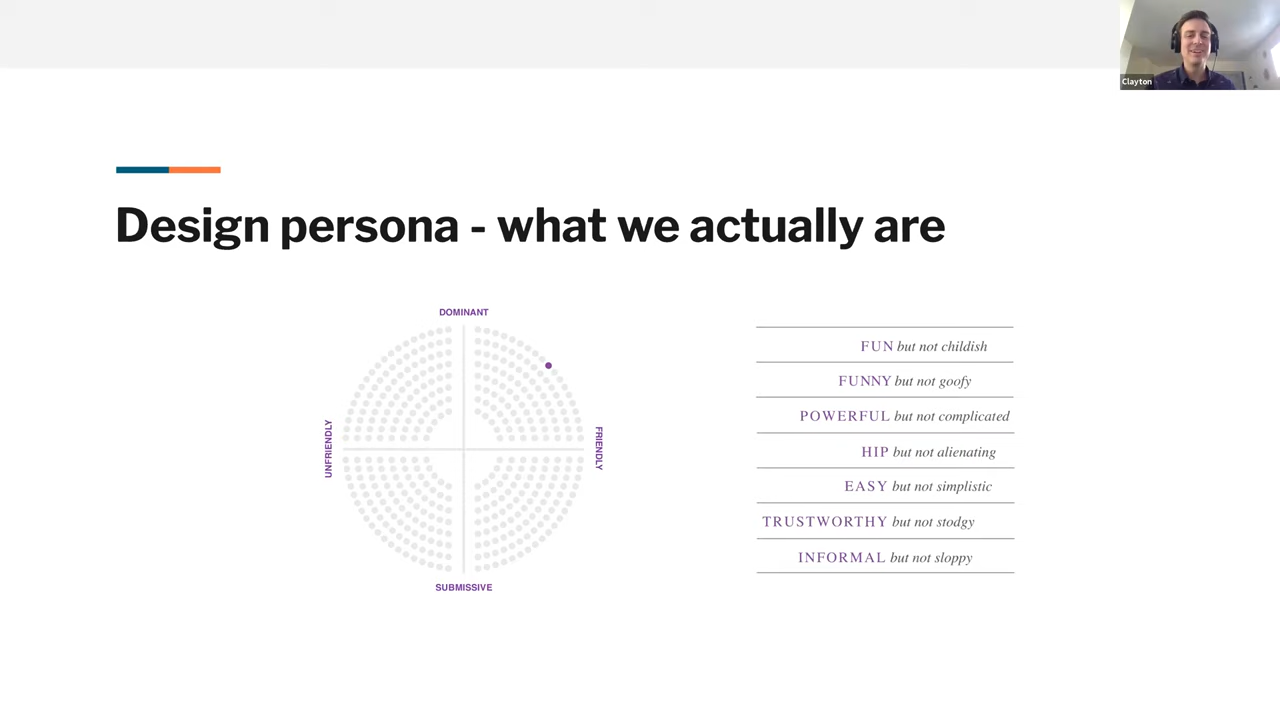 Clayton
Design persona - what we actually are
DOMINANT
UNFRIENDLY
FRIENDLY
SUBMISSIVE
FUN but not childish
FUNNY but not goofy
POWERFUL but not complicated
HIP but not alienating
EASY but not simplistic
TRUSTWORTHY but not stodgy
INFORMAL but not sloppy